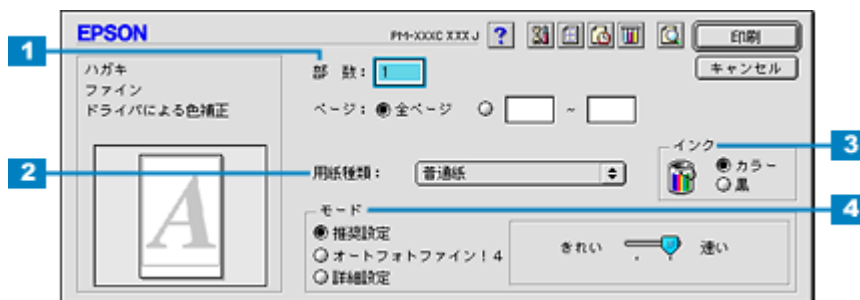 EPSON
PM-XXXC XXX J
?
印刷
キャンセル
ハガキ
ファイン
ドライバによる色補正
A
1
部 数：
1
ページ： 全ページ ～
2
用紙種類： 普通紙
3
インク
カラー
黒
4
モード
推奨設定
オートフォトファイン！4
詳細設定
きれい 速い